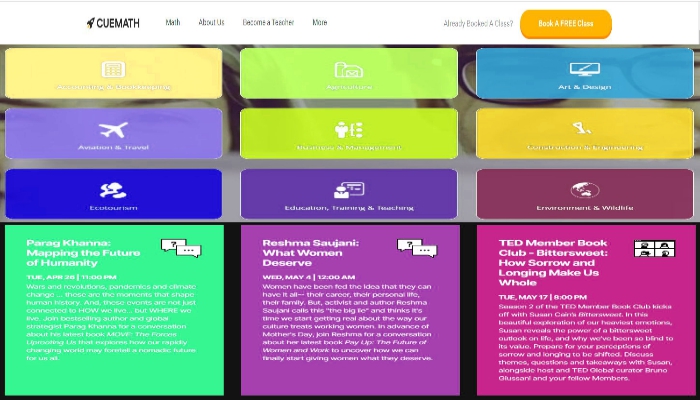 CUEMATH
Math About Us Become a Teacher More
Already Booked A Class? Book A FREE Class
Accounting & Bookkeeping Agriculture Art & Design
Aviation & Travel Business & Management Construction & Engineering
Ecotourism Education, Training & Teaching Environment & Wildlife
Parag Khanna:
Mapping the Future
of Humanity
TUE, APR 26 | 11:00 PM
Wars and revolutions, pandemics and climate
change... these are the moments that shape
human history. And, these events are not just
connected to HOW we live... but WHERE we
live. Join bestselling author and global
strategist Parag Khanna for a conversation
about his latest book MOVE: The Forces
Uprooting Us that explores how our rapidly
changing world may foretell a nomadic future
for us all.
Reshma Saujani:
What Women
Deserve
WED, MAY 4 | 12:00 AM
Women have been fed the idea that they can
have it all— their career, their personal life,
their family. But, activist and author Reshma
Saujani calls this "the big lie" and thinks it's
time we start getting real about the way our
culture treats working women. In advance of
Mother's Day, join Reshma for a conversation
about her latest book Pay Up: The Future of
Women and Work to uncover how we can
finally start giving women what they deserve.
TED Member Book
Club - Bittersweet:
How Sorrow and
Longing Make Us
Whole
TUE, MAY 17 | 8:00 PM
Season 2 of the TED Member Book Club kicks
off with Susan Cain's Bittersweet. In this
beautiful exploration of our heaviest emotions,
Susan reveals the power of a bittersweet
outlook on life, and why we've been so blind to
its value. Prepare for your perceptions of
sorrow and longing to be shifted. Discuss
themes, questions and takeaways with Susan,
alongside host and TED Global curator Bruno
Giussani and your fellow Members.